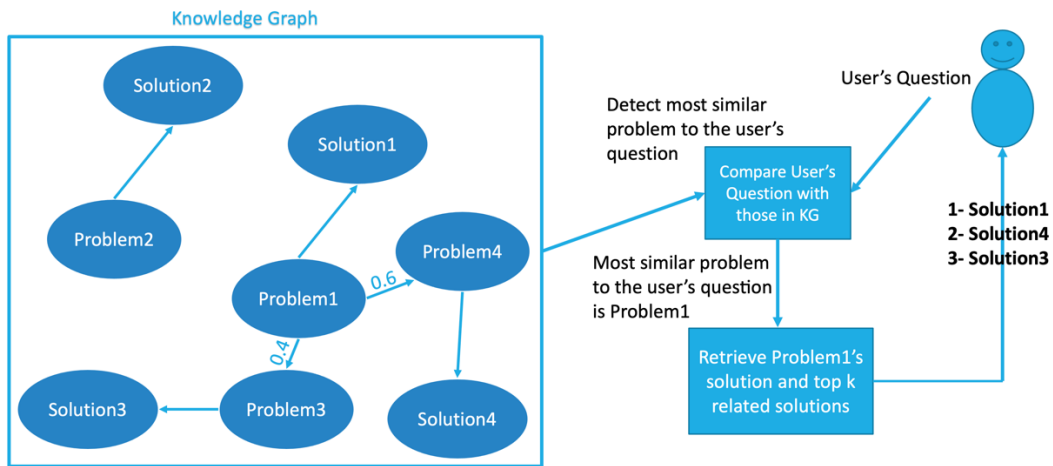 Knowledge Graph
Solution2
Solution1
Problem2
Problem4
0.6
Problem1
0.4
Solution3
Problem3
Solution4
User's Question
Detect most similar
problem to the user's
question
Compare User's
Question with
those in KG
1- Solution1
2- Solution4
3- Solution3
Most similar problem
to the user's question
is Problem1
Retrieve Problem1's
solution and top k
related solutions